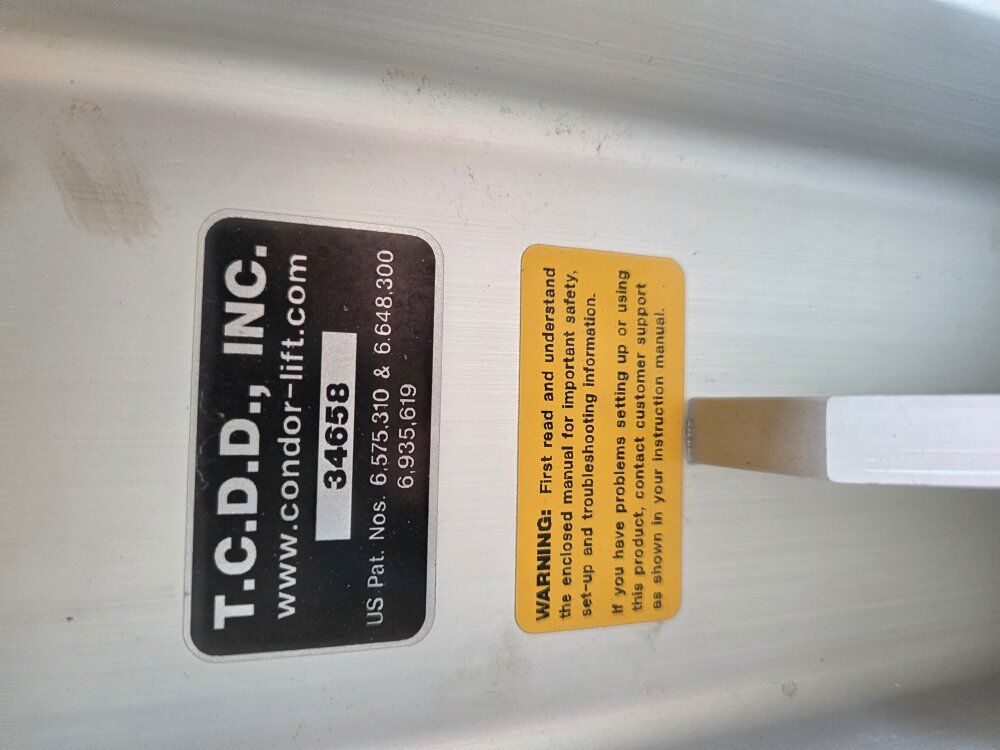 T.C.D.D., INC.
www.condor-lift.com
34658
US Pat. Nos. 6,575,310 & 6,648,300
6,935,619
WARNING: First read and understand
the enclosed manual for important safety,
set-up and troubleshooting information.
If you have problems setting up or using
this product, contact customer support
as shown in your instruction manual.